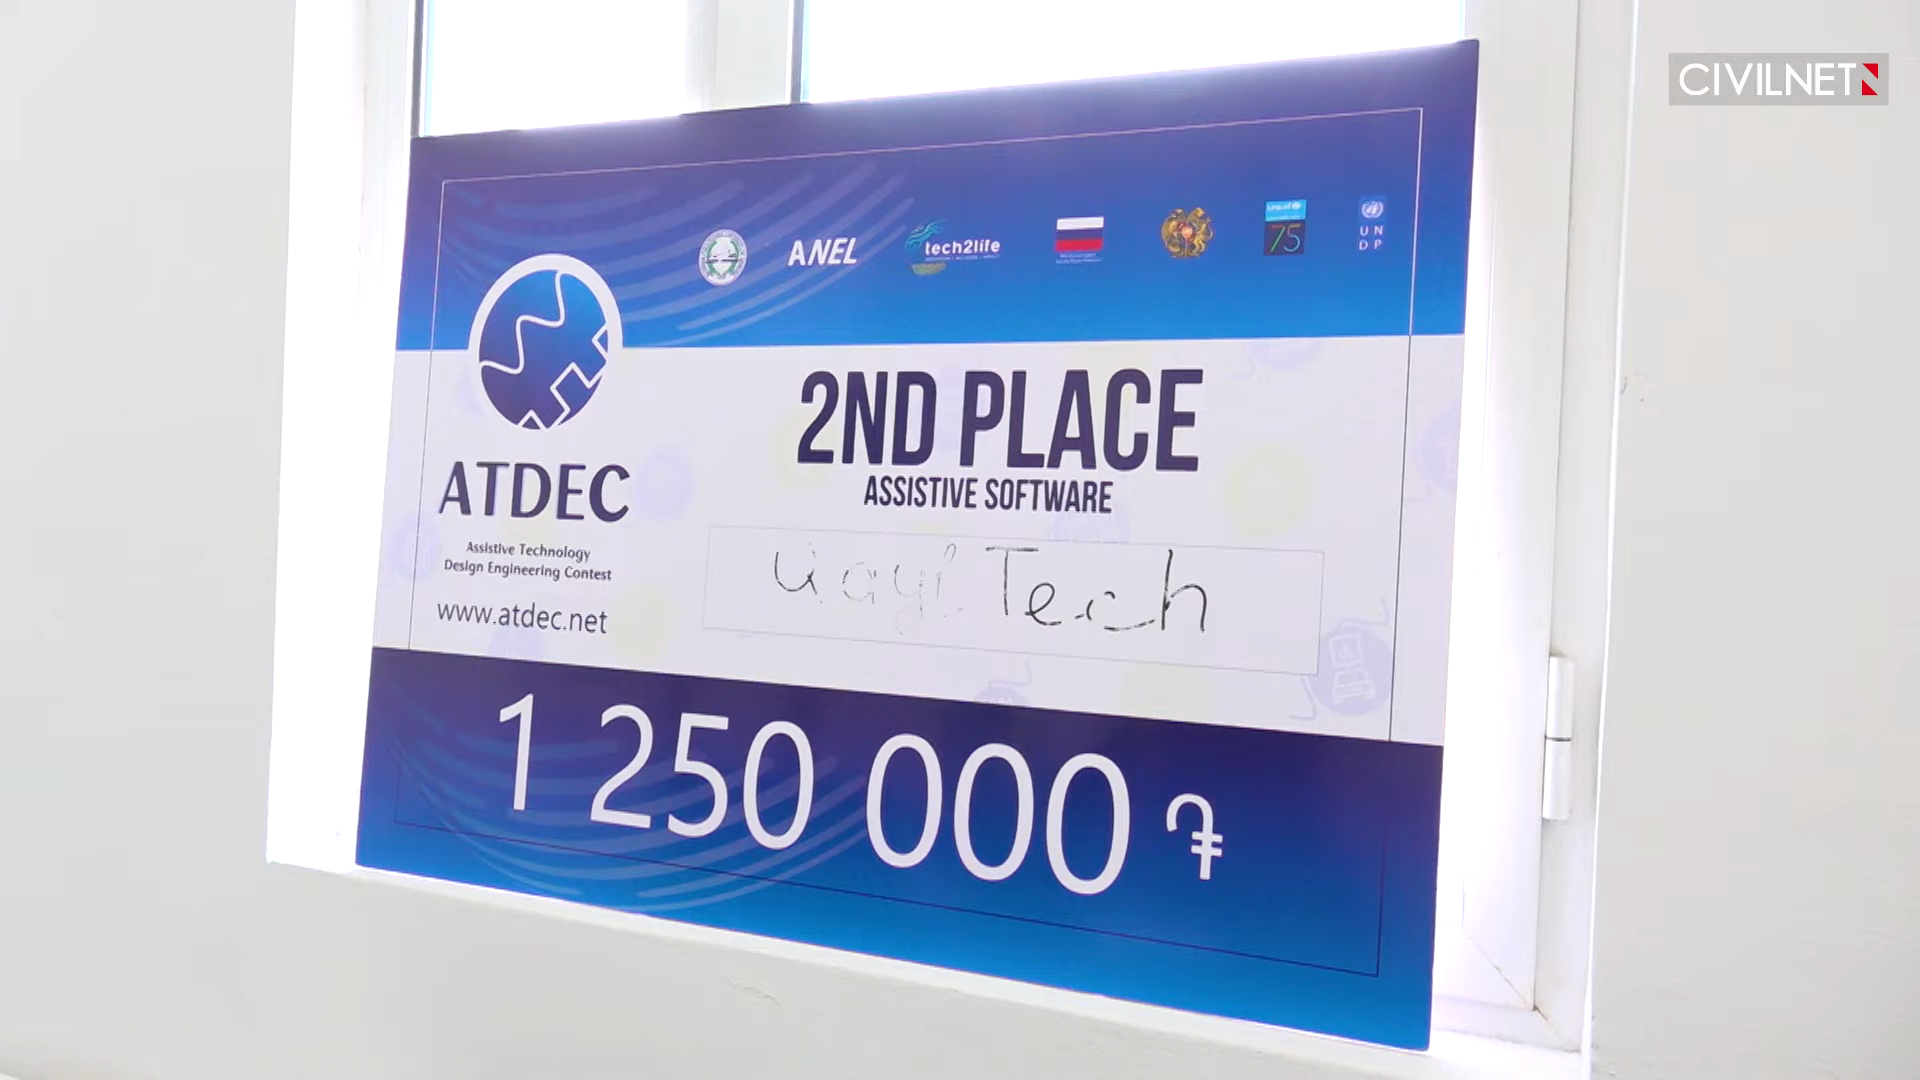 CIVILNET
ANEL
tech2life
unicef
75
UN
DP
2ND PLACE
ASSISTIVE SOFTWARE
ATDEC
Assistive Technology
Design Engineering Contest
www.atdec.net
Tech
1 250 000 ֏